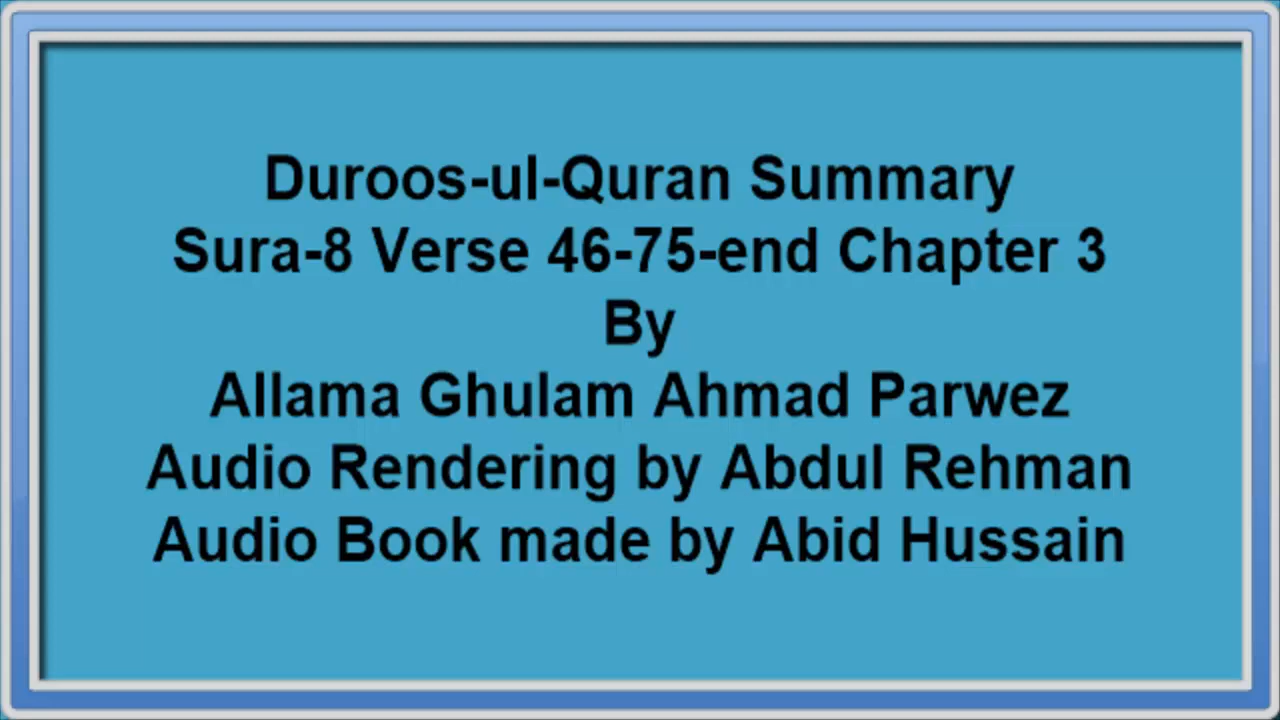 Duroos-ul-Quran Summary
Sura-8 Verse 46-75-end Chapter 3
By
Allama Ghulam Ahmad Parwez
Audio Rendering by Abdul Rehman
Audio Book made by Abid Hussain